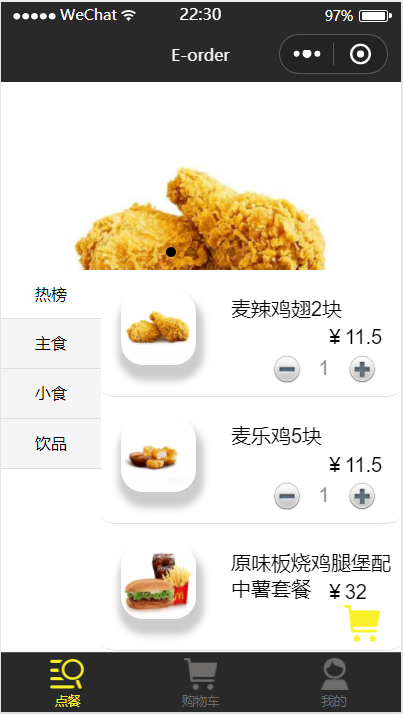 WeChat 22:30 97%
E-order
热榜
主食
小食
饮品
麦辣鸡翅2块
¥ 11.5
1
麦乐鸡5块
¥ 11.5
1
原味板烧鸡腿堡配
中薯套餐 ¥ 32
点餐
购物车
我的